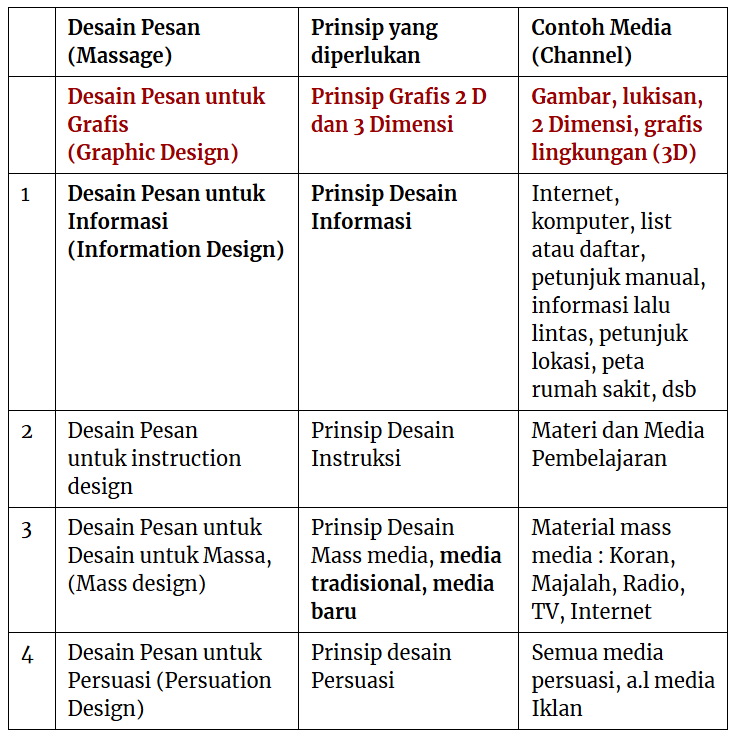 Desain Pesan
(Massage)
Prinsip yang
diperlukan
Contoh Media
(Channel)
Desain Pesan untuk
Grafis
(Graphic Design)
Prinsip Grafis 2 D
dan 3 Dimensi
Gambar, lukisan,
2 Dimensi, grafis
lingkungan (3D)
1
Desain Pesan untuk
Informasi
(Information Design)
Prinsip Desain
Informasi
Internet,
komputer, list
atau daftar,
petunjuk manual,
informasi lalu
lintas, petunjuk
lokasi, peta
rumah sakit, dsb
2
Desain Pesan
untuk instruction
design
Prinsip Desain
Instruksi
Materi dan Media
Pembelajaran
3
Desain Pesan untuk
Desain untuk Massa,
(Mass design)
Prinsip Desain
Mass media, media
tradisional, media
baru
Material mass
media : Koran,
Majalah, Radio,
TV, Internet
4
Desain Pesan untuk
Persuasi (Persuation
Design)
Prinsip desain
Persuasi
Semua media
persuasi, a.l media
Iklan